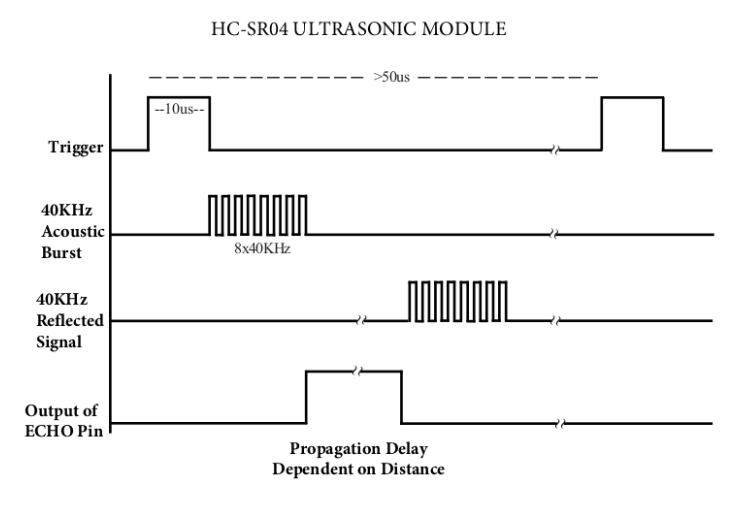 HC-SR04 ULTRASONIC MODULE
>50us
--10us--
Trigger
40KHz
Acoustic
Burst
8x40KHz
40KHz
Reflected
Signal
Output of
ECHO Pin
Propagation Delay
Dependent on Distance